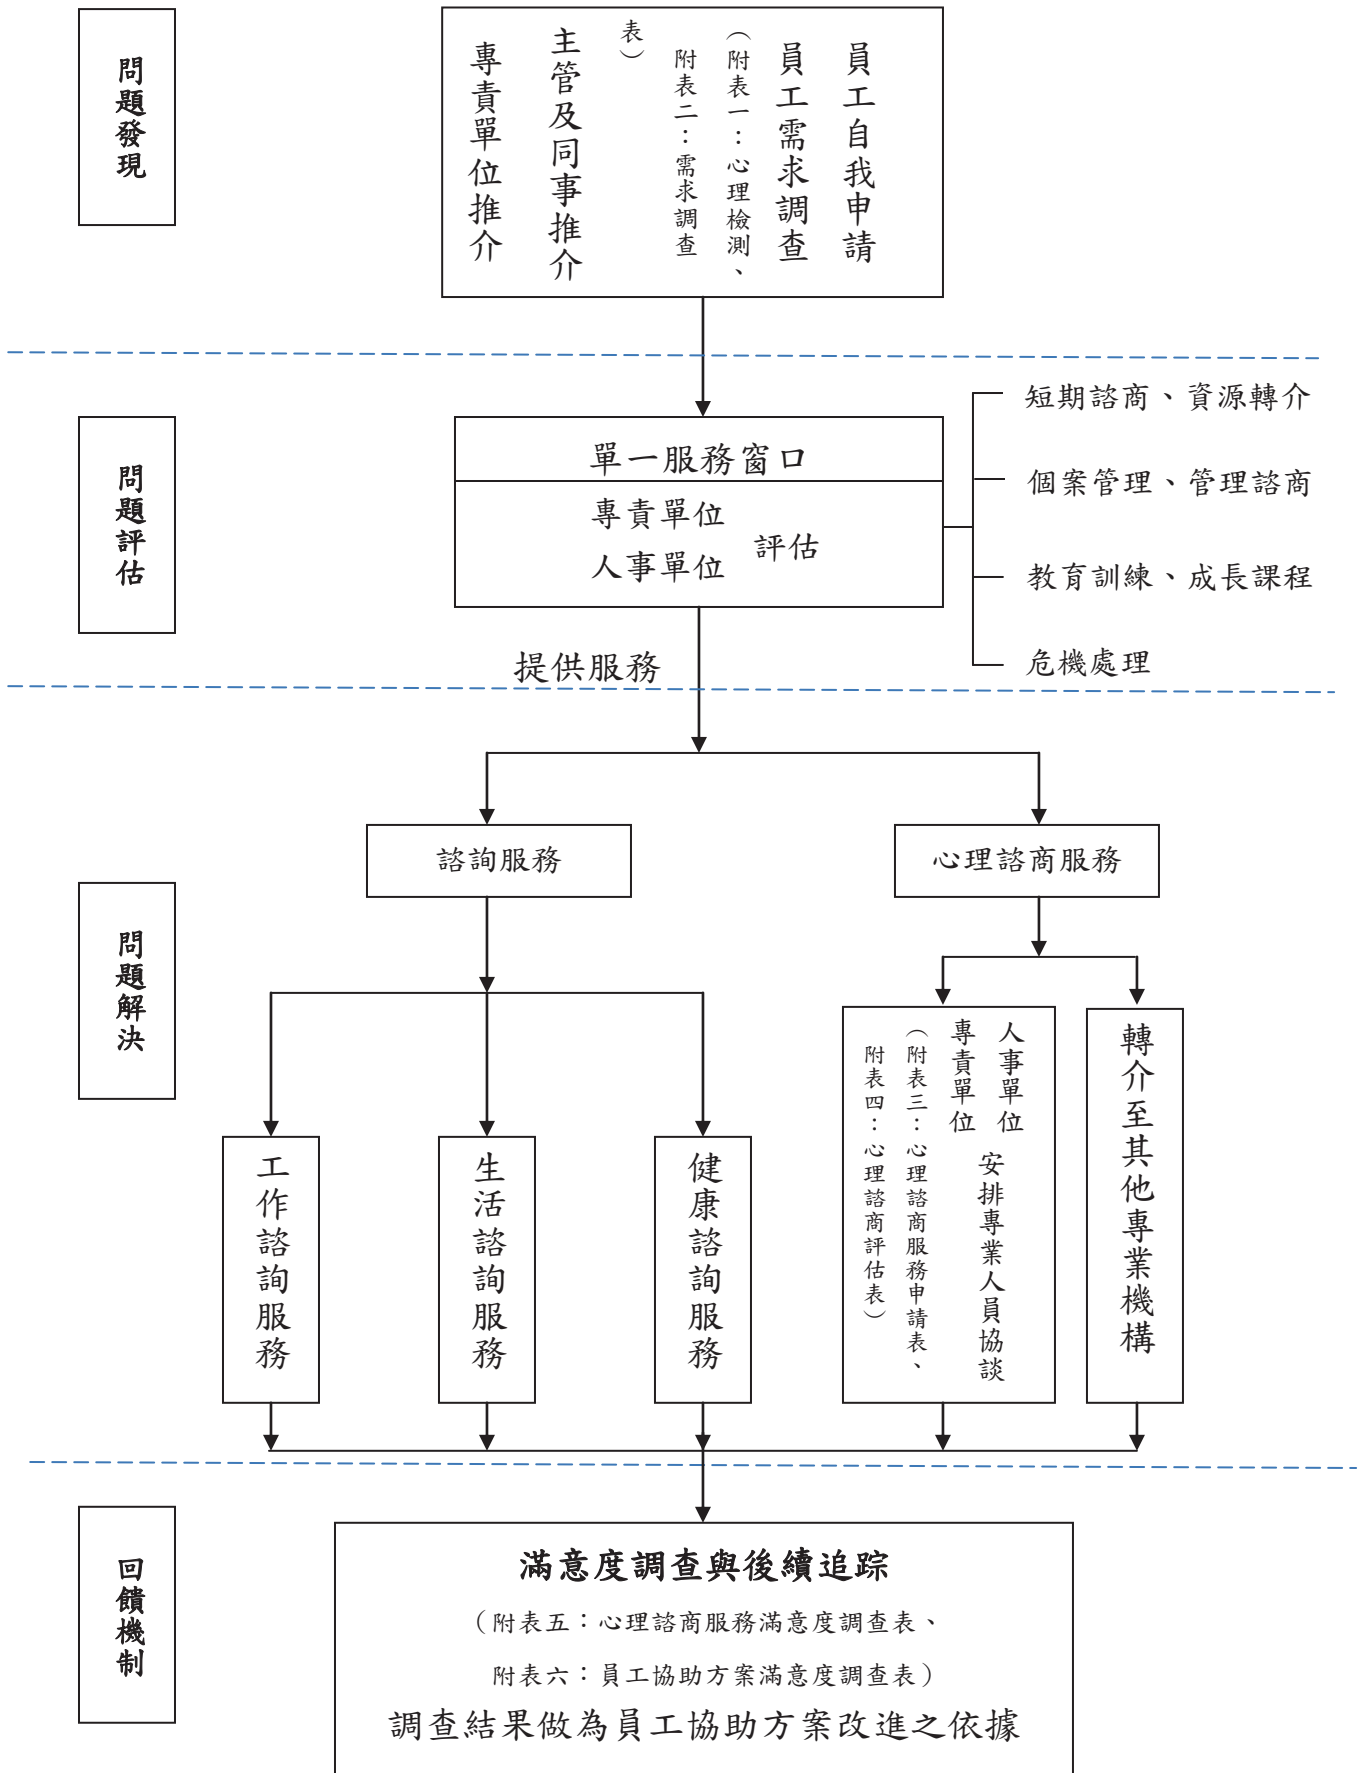 問題發現
員工自我申請
員工需求調查
（附表一：心理檢測、
附表二：需求調查
表）
主管及同事推介
專責單位推介
問題評估
單一服務窗口
專責單位
人事單位
評估
短期諮商、資源轉介
個案管理、管理諮商
教育訓練、成長課程
危機處理
提供服務
問題解決
諮詢服務
心理諮商服務
工作諮詢服務
生活諮詢服務
健康諮詢服務
人事單位
專責單位
安排專業人員協談
（附表三：心理諮商服務申請表、
附表四：心理諮商評估表）
轉介至其他專業機構
回饋機制
滿意度調查與後續追踪
（附表五：心理諮商服務滿意度調查表、
附表六：員工協助方案滿意度調查表）
調查結果做為員工協助方案改進之依據